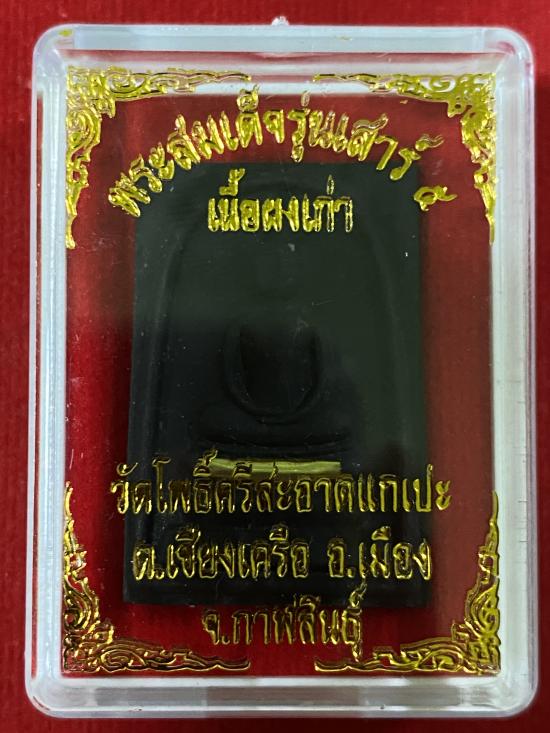 พระสมเด็จรุ่นเสาร์ ๕
เนื้อผงเก่า
วัดโพธิ์ศรีสะอาดแกเปะ
ต.เชียงเครือ อ.เมือง
จ.กาฬสินธุ์